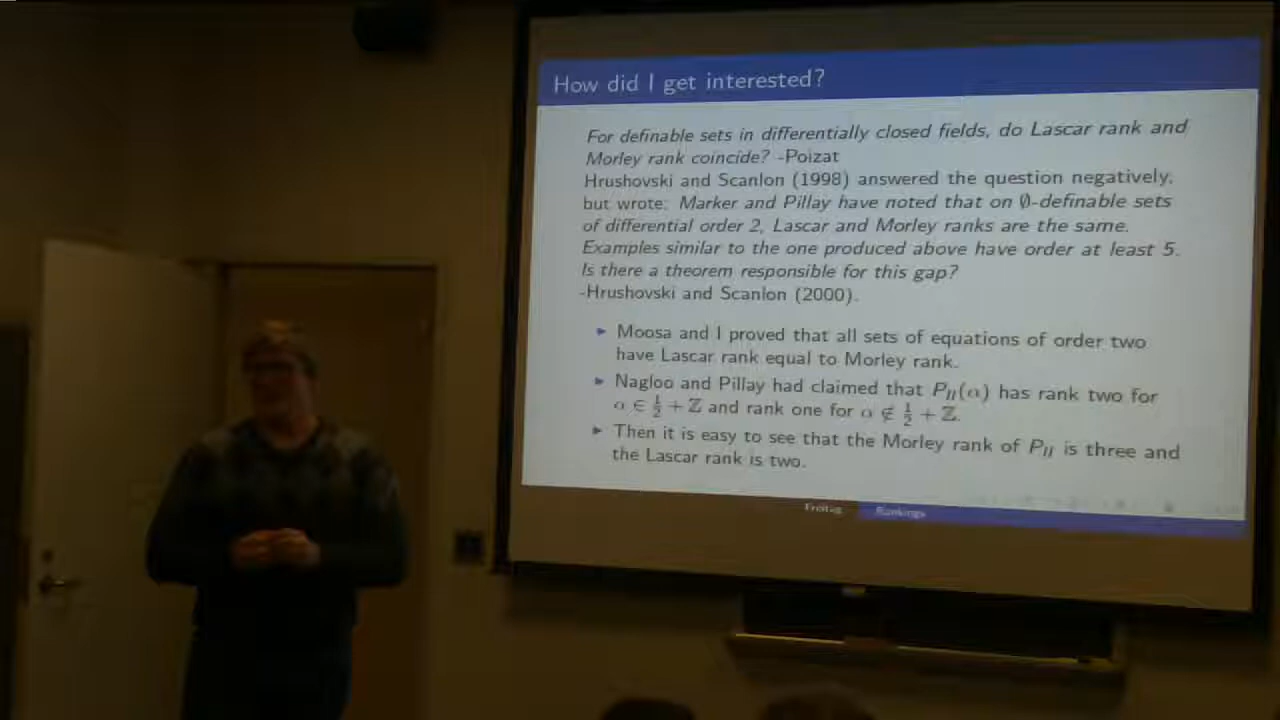 How did I get interested?
For definable sets in differentially closed fields, do Lascar rank and
Morley rank coincide? -Poizat
Hrushovski and Scanlon (1998) answered the question negatively,
but wrote: Marker and Pillay have noted that on ∅-definable sets
of differential order 2, Lascar and Morley ranks are the same.
Examples similar to the one produced above have order at least 5.
Is there a theorem responsible for this gap?
-Hrushovski and Scanlon (2000).
▶ Moosa and I proved that all sets of equations of order two
have Lascar rank equal to Morley rank.
▶ Nagloo and Pillay had claimed that P_{II}(α) has rank two for
α ∈ ½ + ℤ and rank one for α ∉ ½ + ℤ.
▶ Then it is easy to see that the Morley rank of P_{II} is three and
the Lascar rank is two.
Freitag Rankings